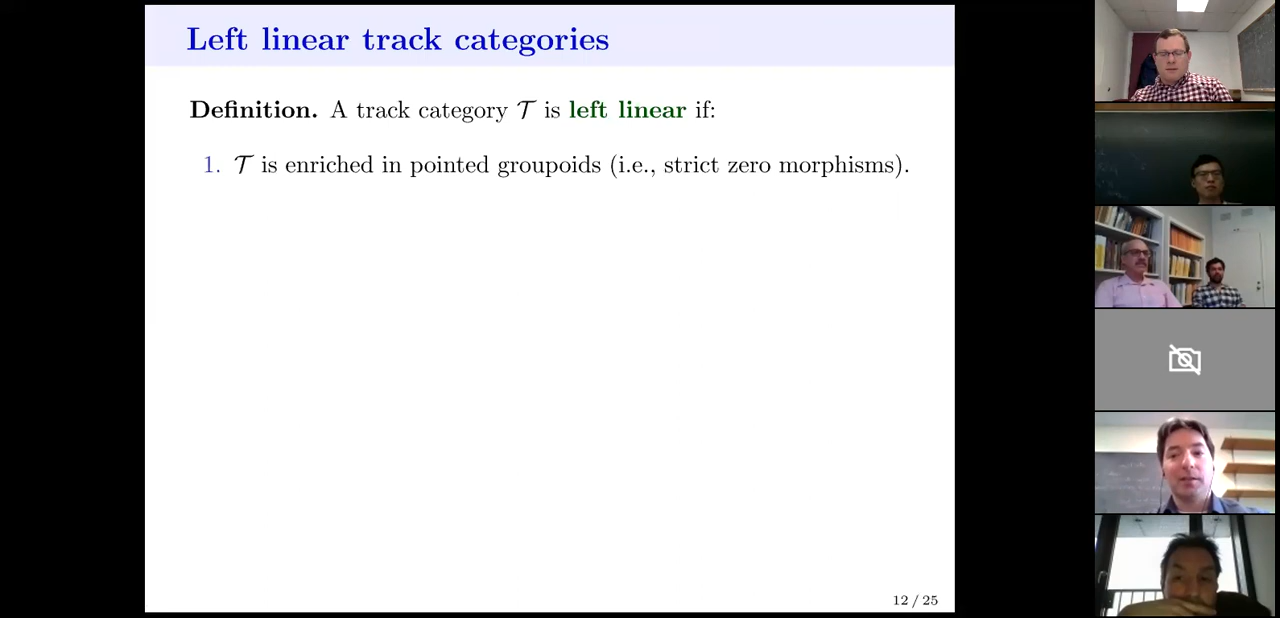 Left linear track categories
Definition. A track category 𝒯 is left linear if:
1. 𝒯 is enriched in pointed groupoids (i.e., strict zero morphisms).
12 / 25